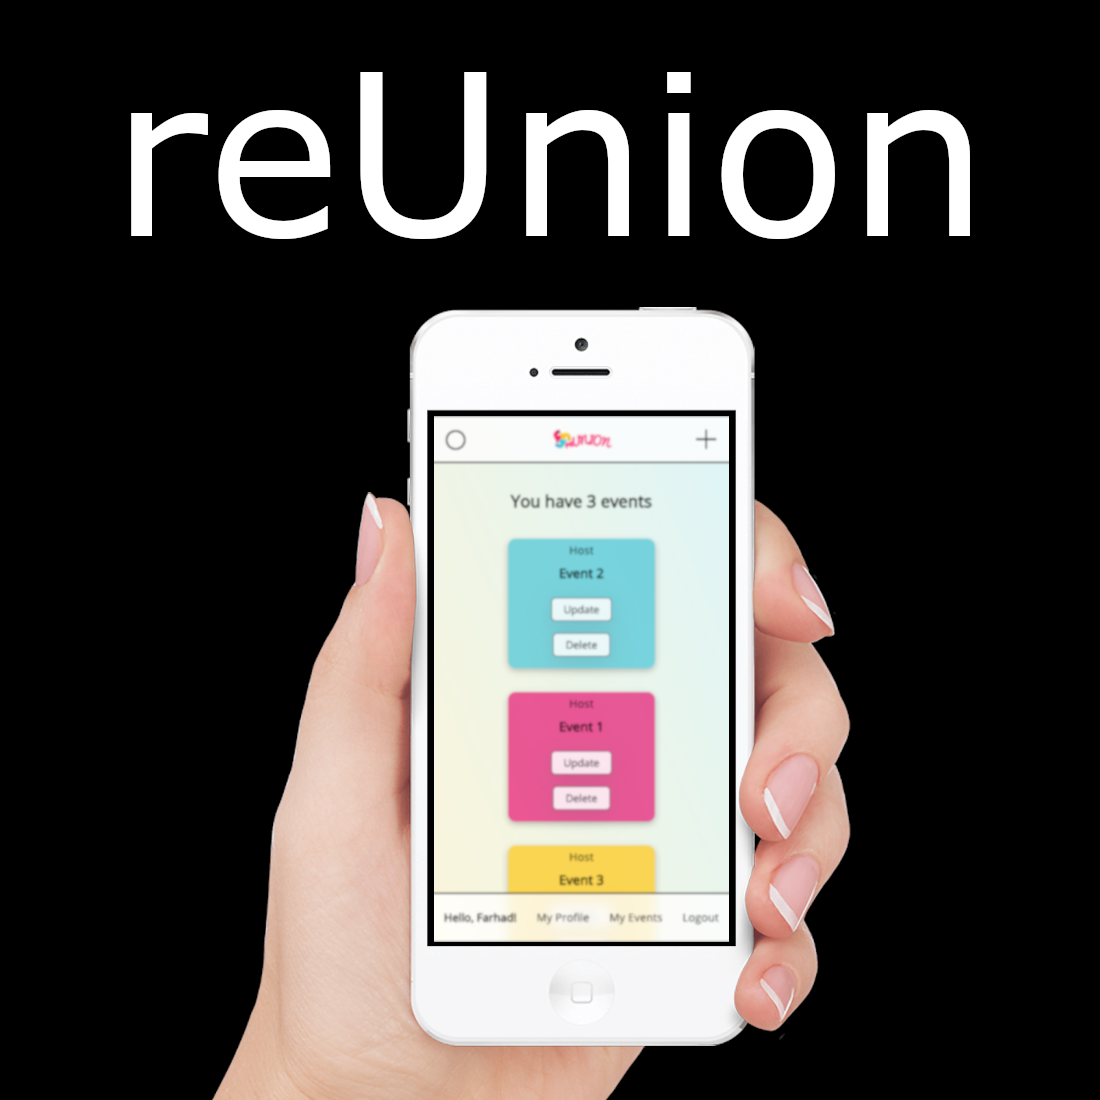 reUnion
Reunion
You have 3 events
Host
Event 2
Update
Delete
Host
Event 1
Update
Delete
Host
Event 3
Hello, Farhad! My Profile My Events Logout